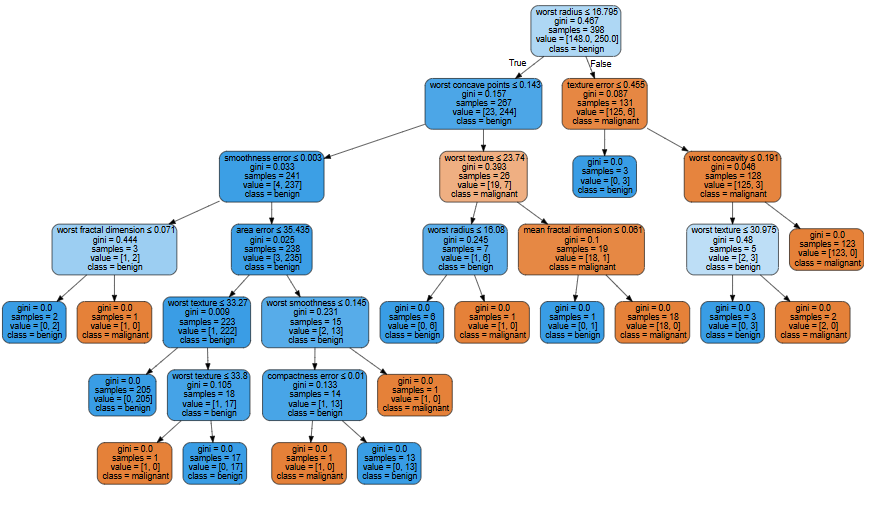 worst radius ≤ 16.795
gini = 0.467
samples = 398
value = [148.0, 250.0]
class = benign
True
False
worst concave points ≤ 0.143
gini = 0.157
samples = 267
value = [23, 244]
class = benign
texture error ≤ 0.455
gini = 0.087
samples = 131
value = [125, 6]
class = malignant
smoothness error ≤ 0.003
gini = 0.033
samples = 241
value = [4, 237]
class = benign
worst texture ≤ 23.74
gini = 0.393
samples = 26
value = [19, 7]
class = malignant
gini = 0.0
samples = 3
value = [0, 3]
class = benign
worst concavity ≤ 0.191
gini = 0.046
samples = 128
value = [125, 3]
class = malignant
worst fractal dimension ≤ 0.071
gini = 0.444
samples = 3
value = [1, 2]
class = benign
area error ≤ 35.435
gini = 0.025
samples = 238
value = [3, 235]
class = benign
worst radius ≤ 16.08
gini = 0.245
samples = 7
value = [1, 6]
class = benign
mean fractal dimension ≤ 0.061
gini = 0.1
samples = 19
value = [18, 1]
class = malignant
worst texture ≤ 30.975
gini = 0.48
samples = 5
value = [2, 3]
class = benign
gini = 0.0
samples = 123
value = [123, 0]
class = malignant
gini = 0.0
samples = 2
value = [0, 2]
class = benign
gini = 0.0
samples = 1
value = [1, 0]
class = malignant
worst texture ≤ 33.27
gini = 0.009
samples = 223
value = [1, 222]
class = benign
worst smoothness ≤ 0.145
gini = 0.231
samples = 15
value = [2, 13]
class = benign
gini = 0.0
samples = 6
value = [0, 6]
class = benign
gini = 0.0
samples = 1
value = [1, 0]
class = malignant
gini = 0.0
samples = 1
value = [0, 1]
class = benign
gini = 0.0
samples = 18
value = [18, 0]
class = malignant
gini = 0.0
samples = 3
value = [0, 3]
class = benign
gini = 0.0
samples = 2
value = [2, 0]
class = malignant
gini = 0.0
samples = 205
value = [0, 205]
class = benign
worst texture ≤ 33.8
gini = 0.105
samples = 18
value = [1, 17]
class = benign
compactness error ≤ 0.01
gini = 0.133
samples = 14
value = [1, 13]
class = benign
gini = 0.0
samples = 1
value = [1, 0]
class = malignant
gini = 0.0
samples = 1
value = [1, 0]
class = malignant
gini = 0.0
samples = 17
value = [0, 17]
class = benign
gini = 0.0
samples = 1
value = [1, 0]
class = malignant
gini = 0.0
samples = 13
value = [0, 13]
class = benign